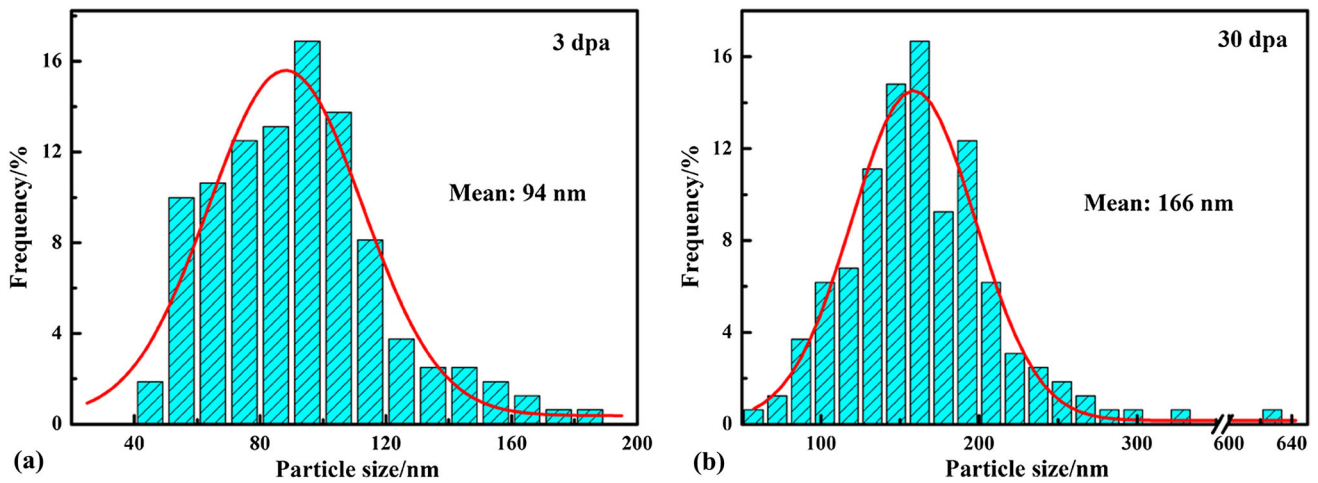 3 dpa
Mean: 94 nm
Frequency/%
16
12
8
4
0
40 80 120 160 200
Particle size/nm
(a)
30 dpa
Mean: 166 nm
Frequency/%
16
12
8
4
0
100 200 300 600 640
Particle size/nm
(b)